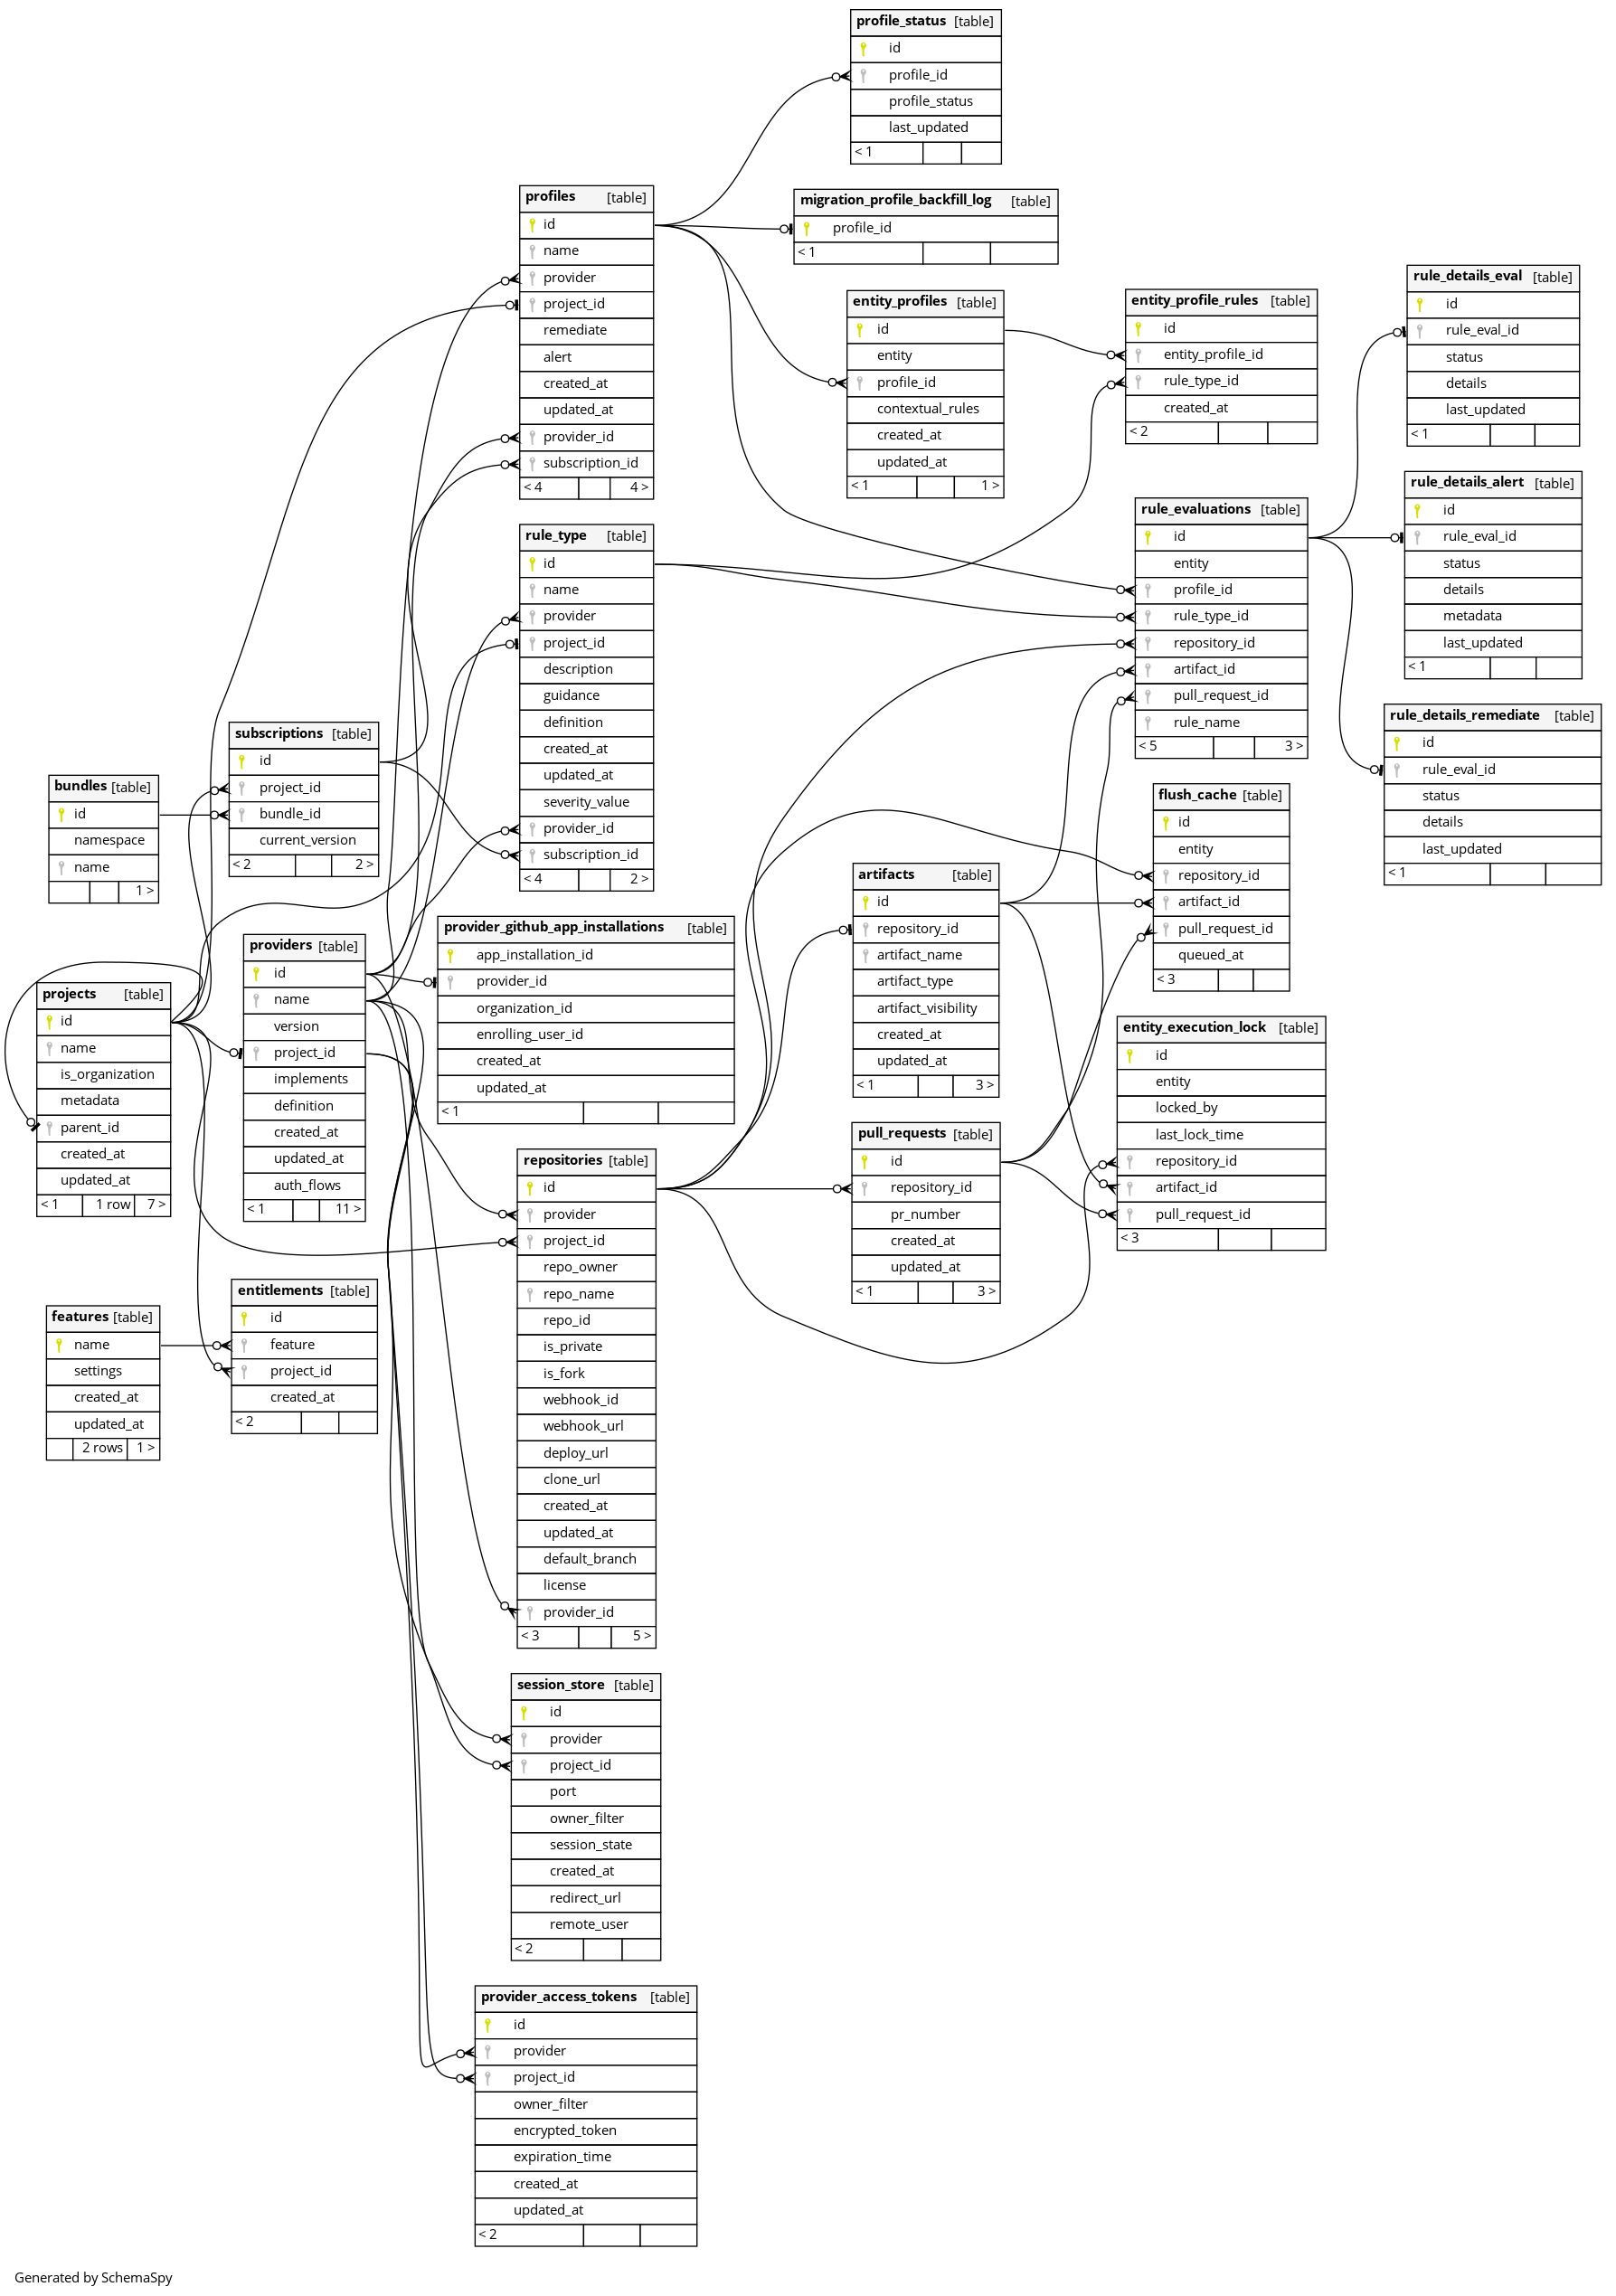 profile_status [table]
id
profile_id
profile_status
last_updated
< 1
profiles [table]
id
name
provider
project_id
remediate
alert
created_at
updated_at
provider_id
subscription_id
< 4 4 >
migration_profile_backfill_log [table]
profile_id
< 1
entity_profiles [table]
id
entity
profile_id
contextual_rules
created_at
updated_at
< 1 1 >
entity_profile_rules [table]
id
entity_profile_id
rule_type_id
created_at
< 2
rule_details_eval [table]
id
rule_eval_id
status
details
last_updated
< 1
rule_details_alert [table]
id
rule_eval_id
status
details
metadata
last_updated
< 1
rule_evaluations [table]
id
entity
profile_id
rule_type_id
repository_id
artifact_id
pull_request_id
rule_name
< 5 3 >
rule_type [table]
id
name
provider
project_id
description
guidance
definition
created_at
updated_at
severity_value
provider_id
subscription_id
< 4 2 >
rule_details_remediate [table]
id
rule_eval_id
status
details
last_updated
< 1
subscriptions [table]
id
project_id
bundle_id
current_version
< 2 2 >
bundles [table]
id
namespace
name
1 >
flush_cache [table]
id
entity
repository_id
artifact_id
pull_request_id
queued_at
< 3
artifacts [table]
id
repository_id
artifact_name
artifact_type
artifact_visibility
created_at
updated_at
< 1 3 >
provider_github_app_installations [table]
app_installation_id
provider_id
organization_id
enrolling_user_id
created_at
updated_at
< 1
providers [table]
id
name
version
project_id
implements
definition
created_at
updated_at
auth_flows
< 1 11 >
projects [table]
id
name
is_organization
metadata
parent_id
created_at
updated_at
< 1 1 row 7 >
entity_execution_lock [table]
id
entity
locked_by
last_lock_time
repository_id
artifact_id
pull_request_id
< 3
pull_requests [table]
id
repository_id
pr_number
created_at
updated_at
< 1 3 >
repositories [table]
id
provider
project_id
repo_owner
repo_name
repo_id
is_private
is_fork
webhook_id
webhook_url
deploy_url
clone_url
created_at
updated_at
default_branch
license
provider_id
< 3 5 >
entitlements [table]
id
feature
project_id
created_at
< 2
features [table]
name
settings
created_at
updated_at
2 rows 1 >
session_store [table]
id
provider
project_id
port
owner_filter
session_state
created_at
redirect_url
remote_user
< 2
provider_access_tokens [table]
id
provider
project_id
owner_filter
encrypted_token
expiration_time
created_at
updated_at
< 2
Generated by SchemaSpy